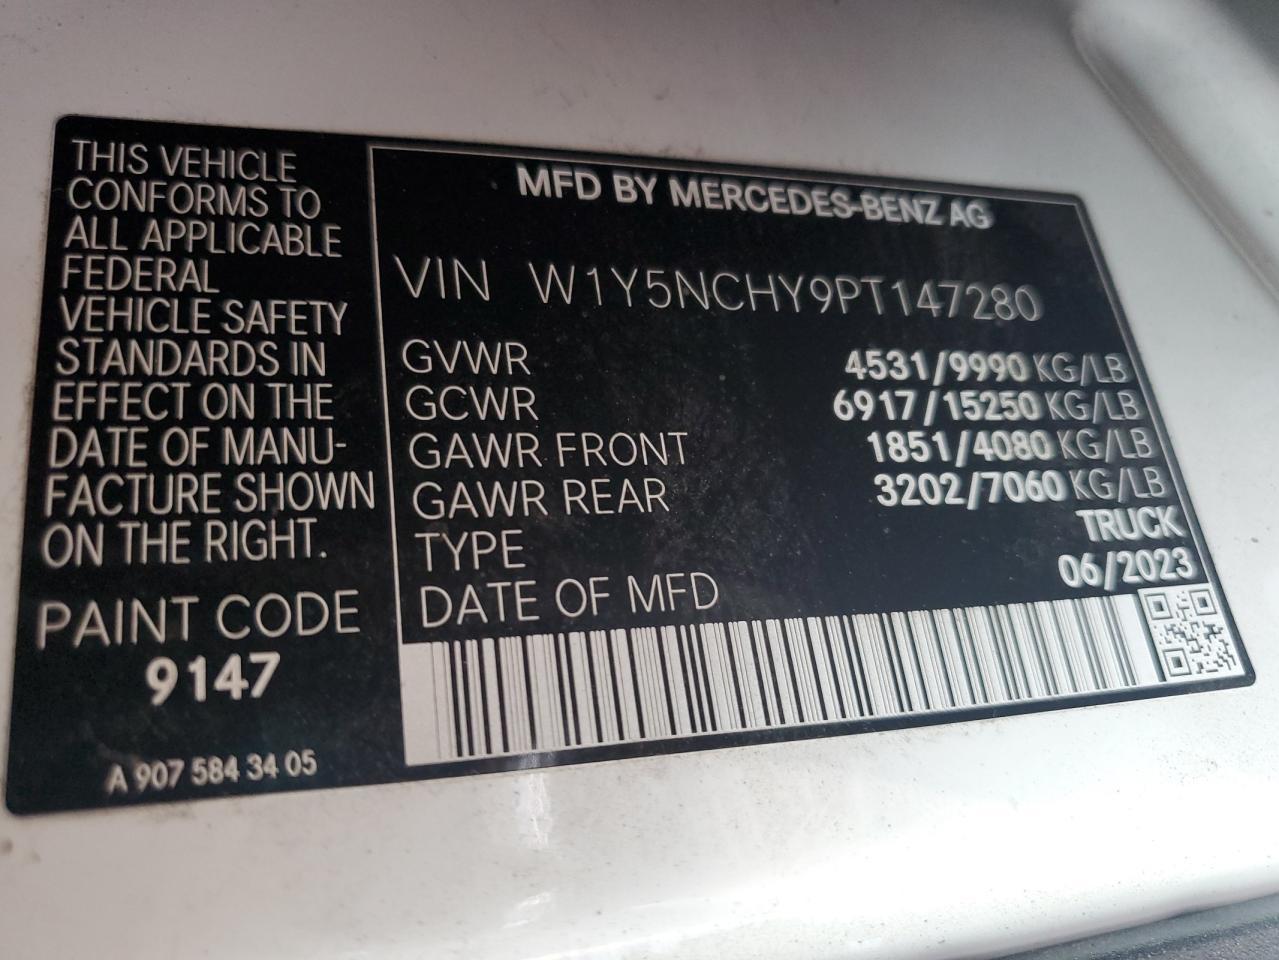 THIS VEHICLE
CONFORMS TO
ALL APPLICABLE
FEDERAL
VEHICLE SAFETY
STANDARDS IN
EFFECT ON THE
DATE OF MANU-
FACTURE SHOWN
ON THE RIGHT.
PAINT CODE
9147
A 907 584 34 05
MFD BY MERCEDES-BENZ AG
VIN W1Y5NCHY9PT147280
GVWR 4531/9990 KG/LB
GCWR 6917/15250 KG/LB
GAWR FRONT 1851/4080 KG/LB
GAWR REAR 3202/7060 KG/LB
TYPE TRUCK
DATE OF MFD 06/2023